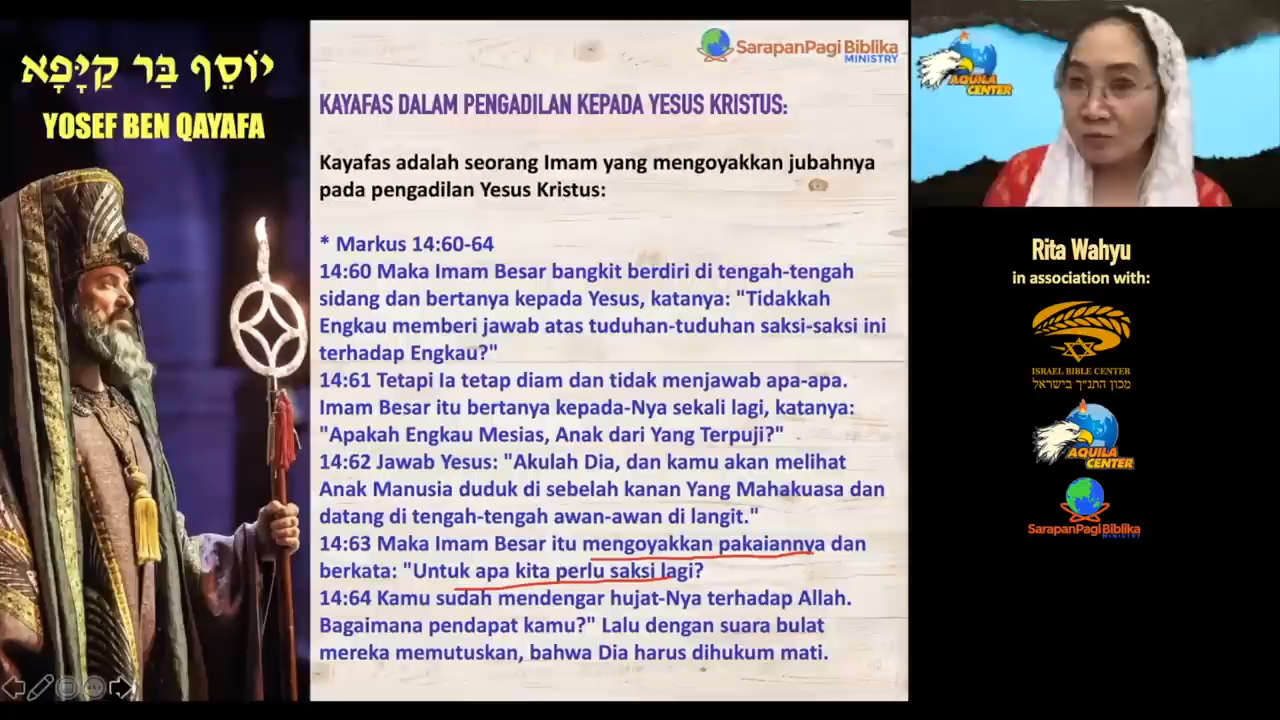 יוֹסֵף בַּר קַיָּפָא
YOSEF BEN QAYAFA
SarapanPagi Biblika
MINISTRY
KAYAFAS DALAM PENGADILAN KEPADA YESUS KRISTUS:
Kayafas adalah seorang Imam yang mengoyakkan jubahnya
pada pengadilan Yesus Kristus:
* Markus 14:60-64
14:60 Maka Imam Besar bangkit berdiri di tengah-tengah
sidang dan bertanya kepada Yesus, katanya: "Tidakkah
Engkau memberi jawab atas tuduhan-tuduhan saksi-saksi ini
terhadap Engkau?"
14:61 Tetapi Ia tetap diam dan tidak menjawab apa-apa.
Imam Besar itu bertanya kepada-Nya sekali lagi, katanya:
"Apakah Engkau Mesias, Anak dari Yang Terpuji?"
14:62 Jawab Yesus: "Akulah Dia, dan kamu akan melihat
Anak Manusia duduk di sebelah kanan Yang Mahakuasa dan
datang di tengah-tengah awan-awan di langit."
14:63 Maka Imam Besar itu mengoyakkan pakaiannya dan
berkata: "Untuk apa kita perlu saksi lagi?
14:64 Kamu sudah mendengar hujat-Nya terhadap Allah.
Bagaimana pendapat kamu?" Lalu dengan suara bulat
mereka memutuskan, bahwa Dia harus dihukum mati.
AQUILA
CENTER
Rita Wahyu
in association with:
ISRAEL BIBLE CENTER
מכון התנ״ך בישראל
AQUILA
CENTER
SarapanPagi Biblika
MINISTRY